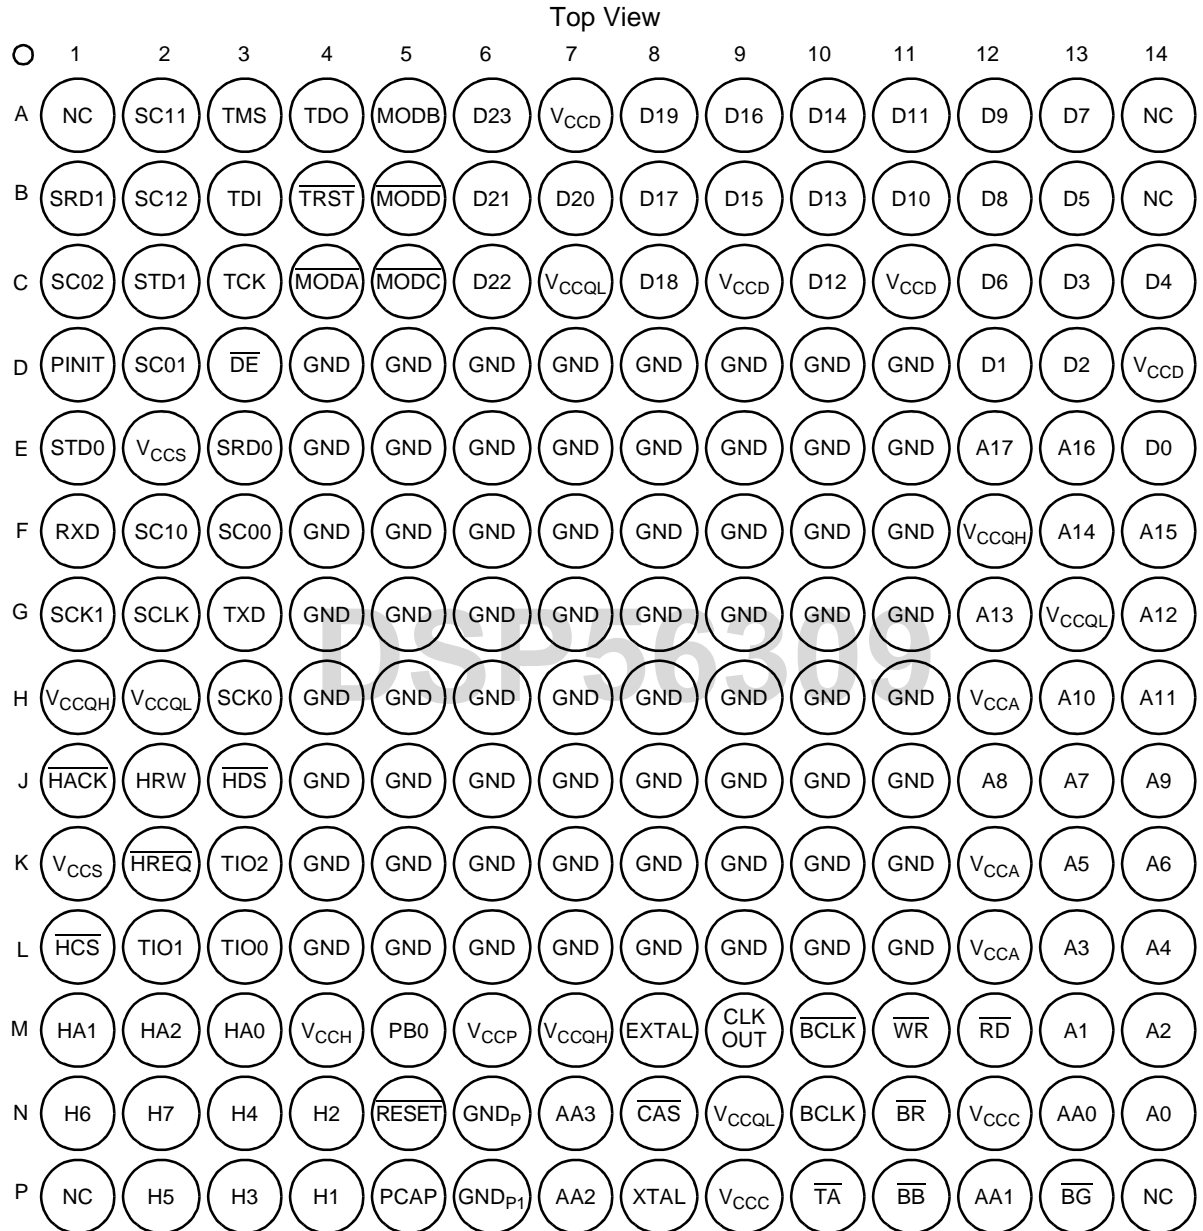 Top View
1 2 3 4 5 6 7 8 9 10 11 12 13 14
A NC SC11 TMS TDO MODB D23 VCCD D19 D16 D14 D11 D9 D7 NC
B SRD1 SC12 TDI TRST MODD D21 D20 D17 D15 D13 D10 D8 D5 NC
C SC02 STD1 TCK MODA MODC D22 VCCQL D18 VCCD D12 VCCD D6 D3 D4
D PINIT SC01 DE GND GND GND GND GND GND GND GND D1 D2 VCCD
E STD0 VCCS SRD0 GND GND GND GND GND GND GND GND A17 A16 D0
F RXD SC10 SC00 GND GND GND GND GND GND GND GND VCCQH A14 A15
G SCK1 SCLK TXD GND GND GND GND GND GND GND GND A13 VCCQL A12
DSP56309
H VCCQH VCCQL SCK0 GND GND GND GND GND GND GND GND VCCA A10 A11
J HACK HRW HDS GND GND GND GND GND GND GND GND A8 A7 A9
K VCCS HREQ TIO2 GND GND GND GND GND GND GND GND VCCA A5 A6
L HCS TIO1 TIO0 GND GND GND GND GND GND GND GND VCCA A3 A4
M HA1 HA2 HA0 VCCH PB0 VCCP VCCQH EXTAL CLK OUT BCLK WR RD A1 A2
N H6 H7 H4 H2 RESET GNDP AA3 CAS VCCQL BCLK BR VCCC AA0 A0
P NC H5 H3 H1 PCAP GNDP1 AA2 XTAL VCCC TA BB AA1 BG NC